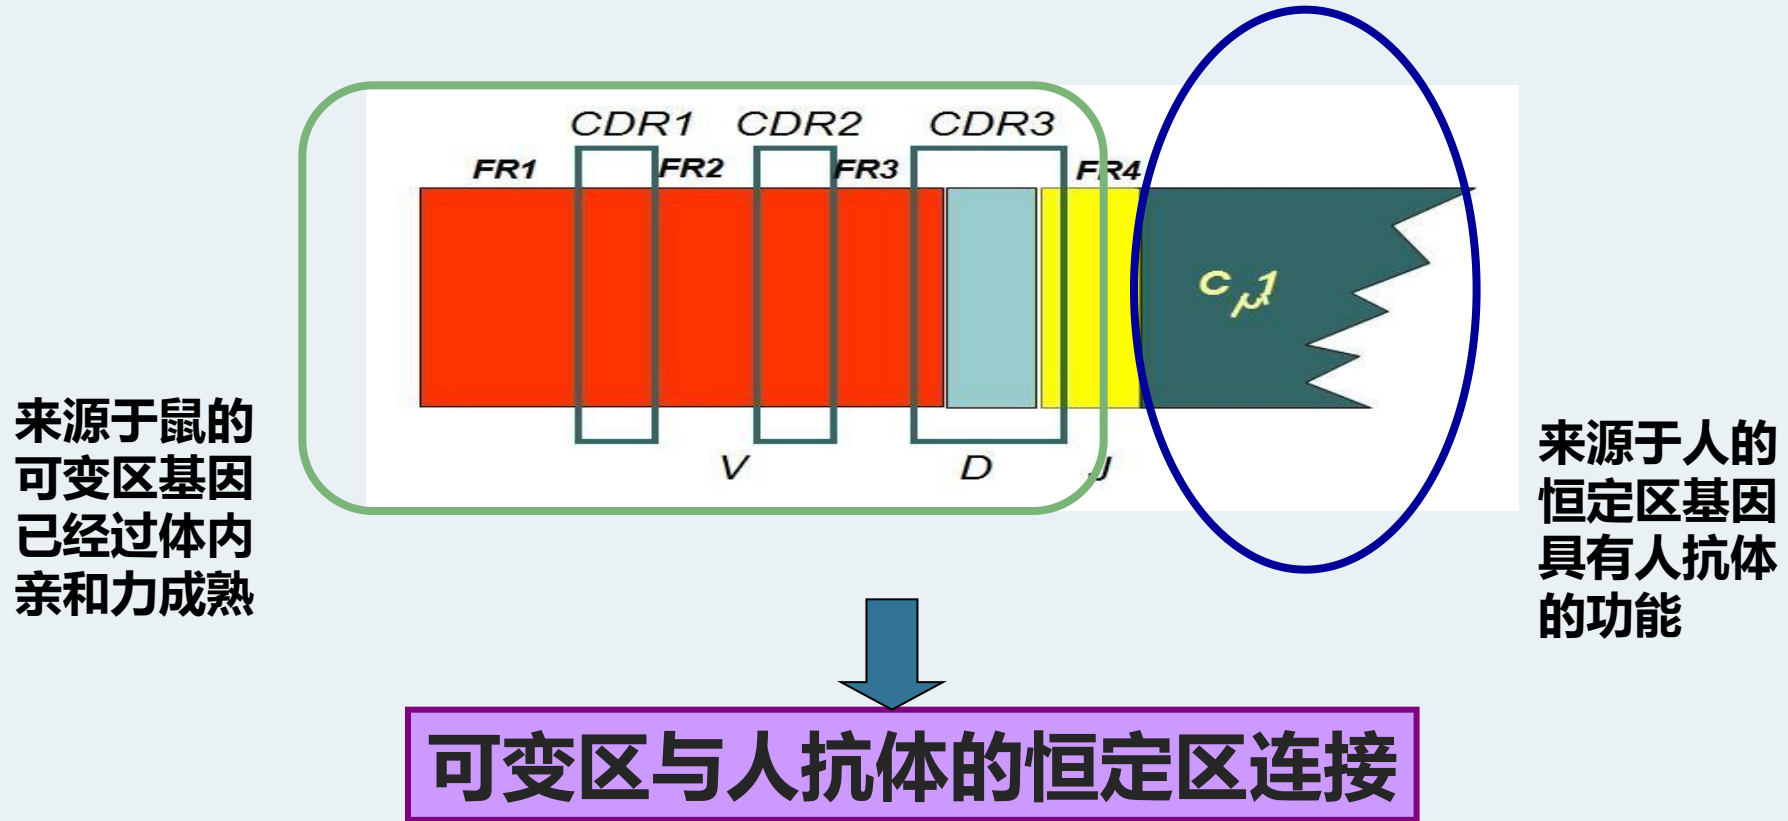 CDR1 CDR2 CDR3
FR1 FR2 FR3 FR4
Cμ1
V D J
来源于鼠的
可变区基因
已经过体内
亲和力成熟
来源于人的
恒定区基因
具有人抗体
的功能
可变区与人抗体的恒定区连接